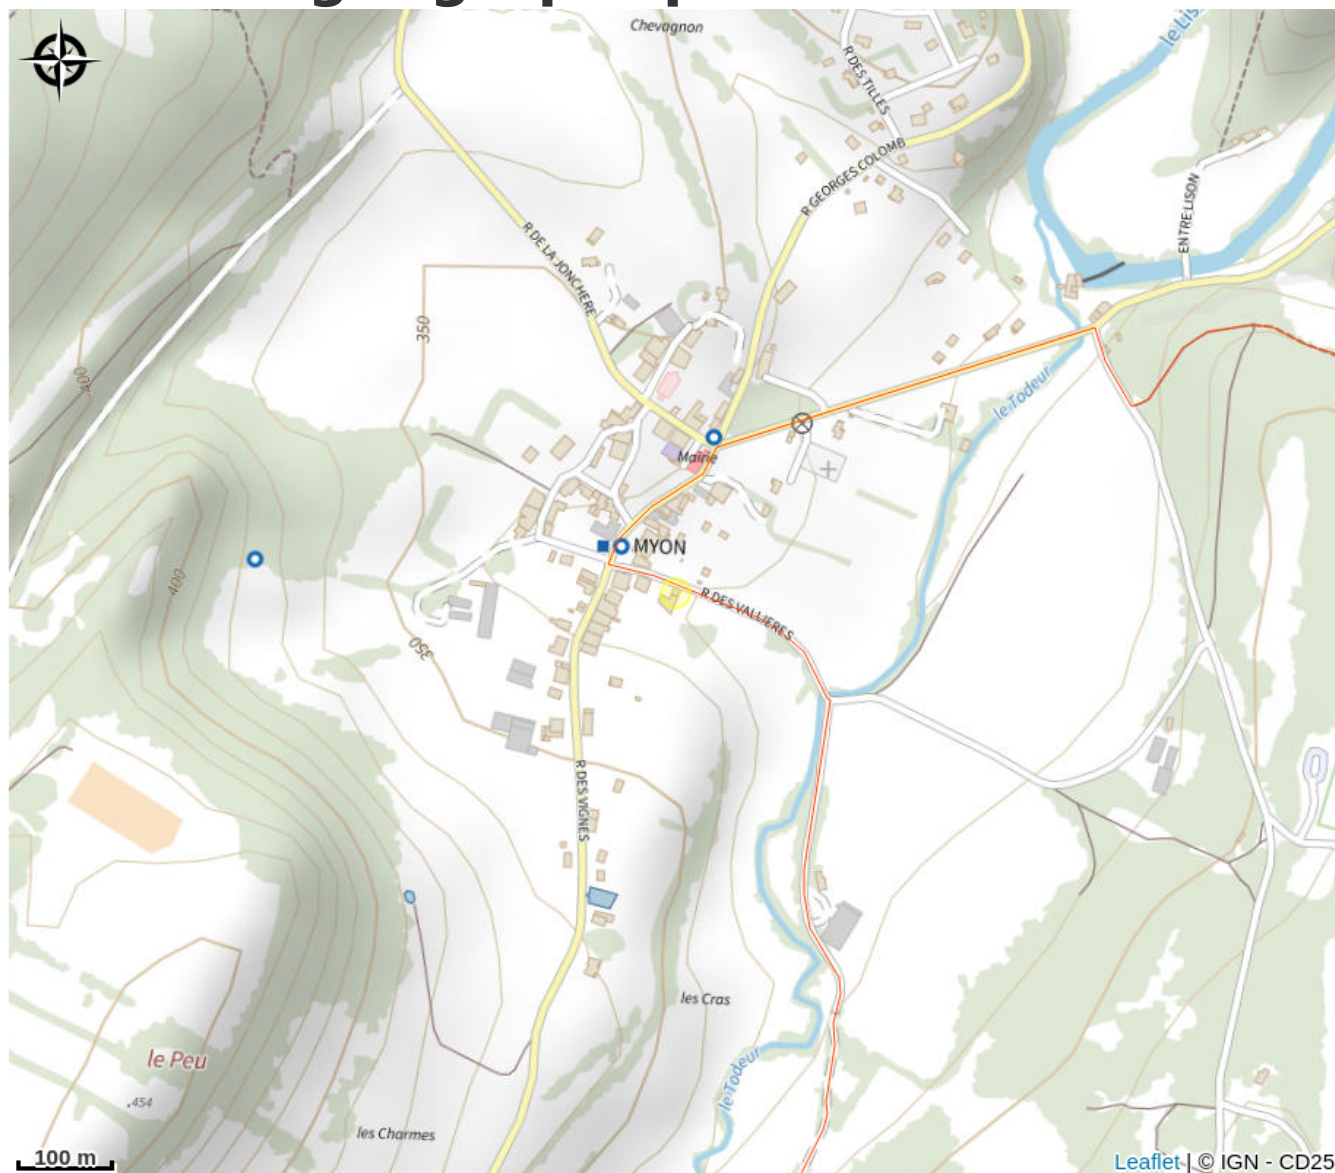 Chevagnon
le Lis
R DES TILLES
R GEORGES COLOMB
ENTRE LISON
R DE LA JONCHERE
350
400
le Todeur
Mairie
MYON
400
R DES VALLIERES
350
R DES VIGNES
les Cras
le Peu
le Todeur
454
les Charmes
100 m
Leaflet | © IGN - CD25